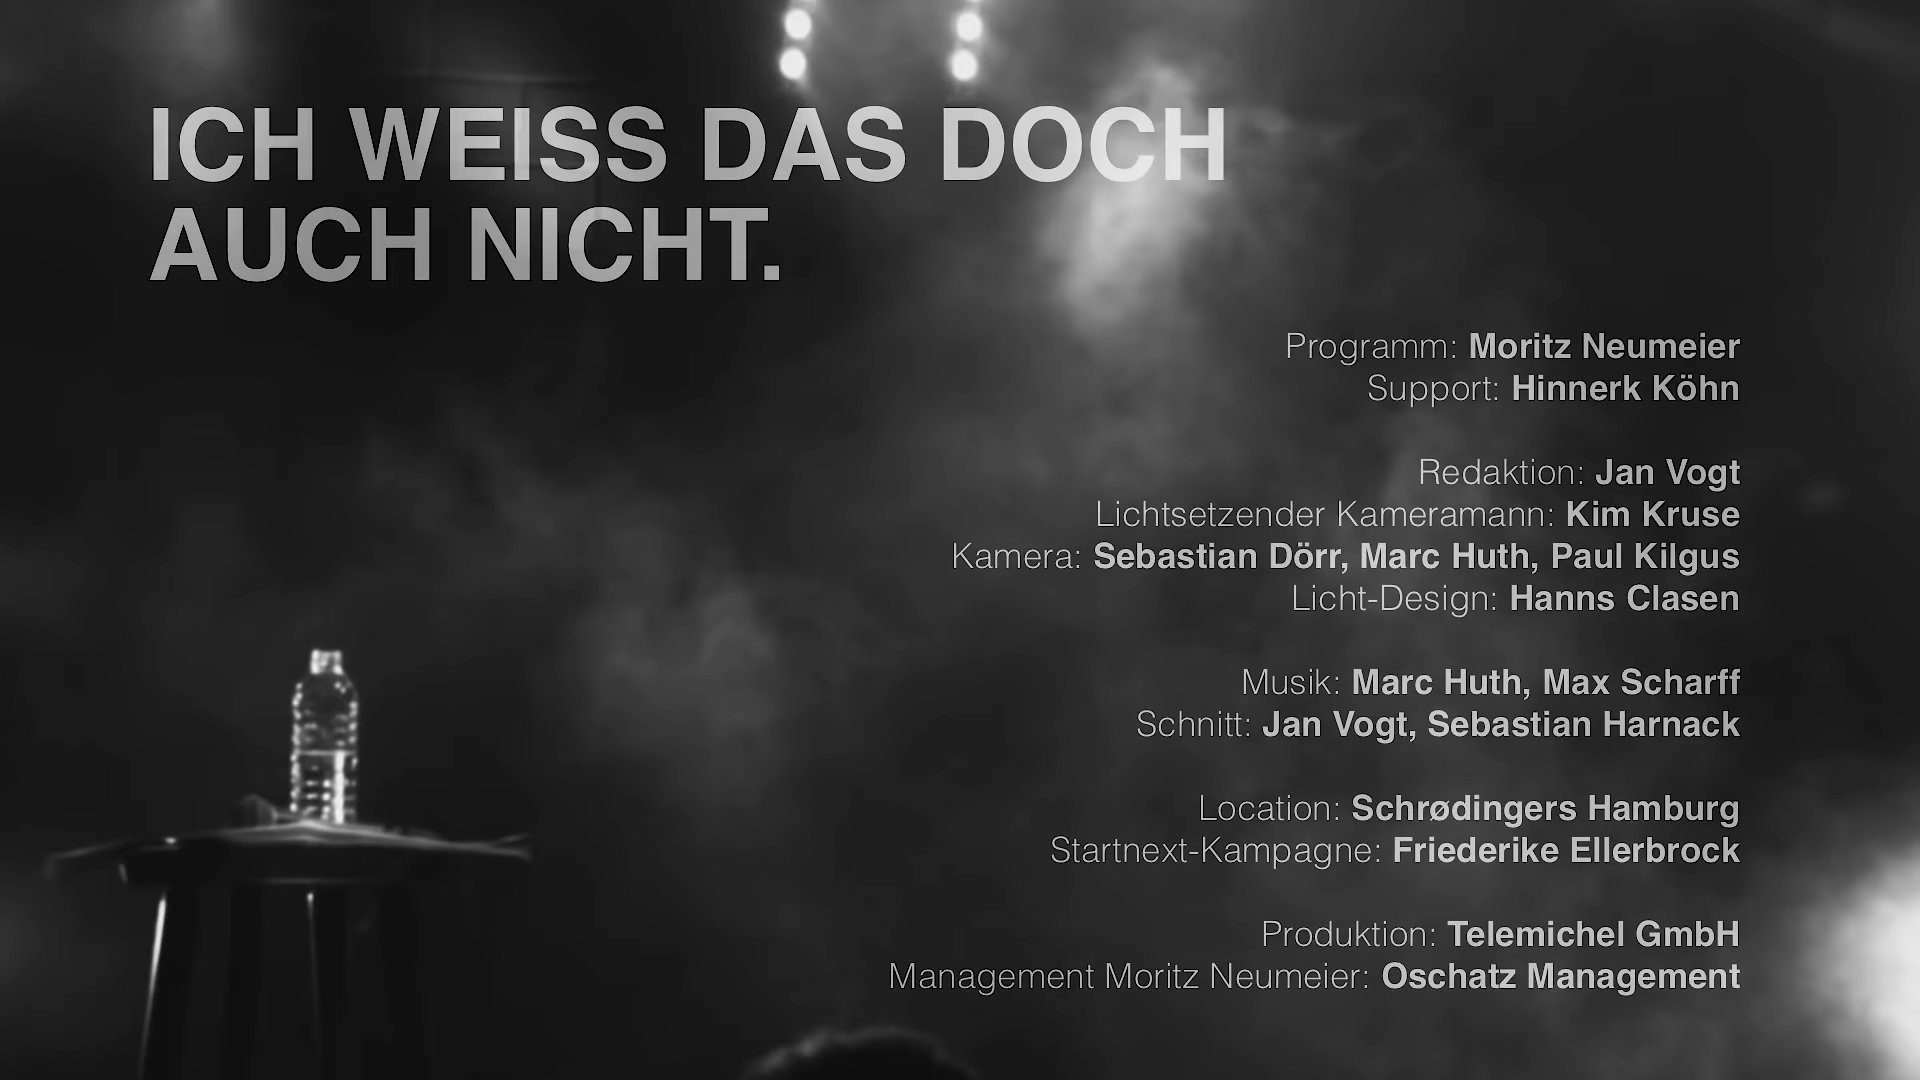 ICH WEISS DAS DOCH
AUCH NICHT.
Programm: Moritz Neumeier
Support: Hinnerk Köhn
Redaktion: Jan Vogt
Lichtsetzender Kameramann: Kim Kruse
Kamera: Sebastian Dörr, Marc Huth, Paul Kilgus
Licht-Design: Hanns Clasen
Musik: Marc Huth, Max Scharff
Schnitt: Jan Vogt, Sebastian Harnack
Location: Schrødingers Hamburg
Startnext-Kampagne: Friederike Ellerbrock
Produktion: Telemichel GmbH
Management Moritz Neumeier: Oschatz Management